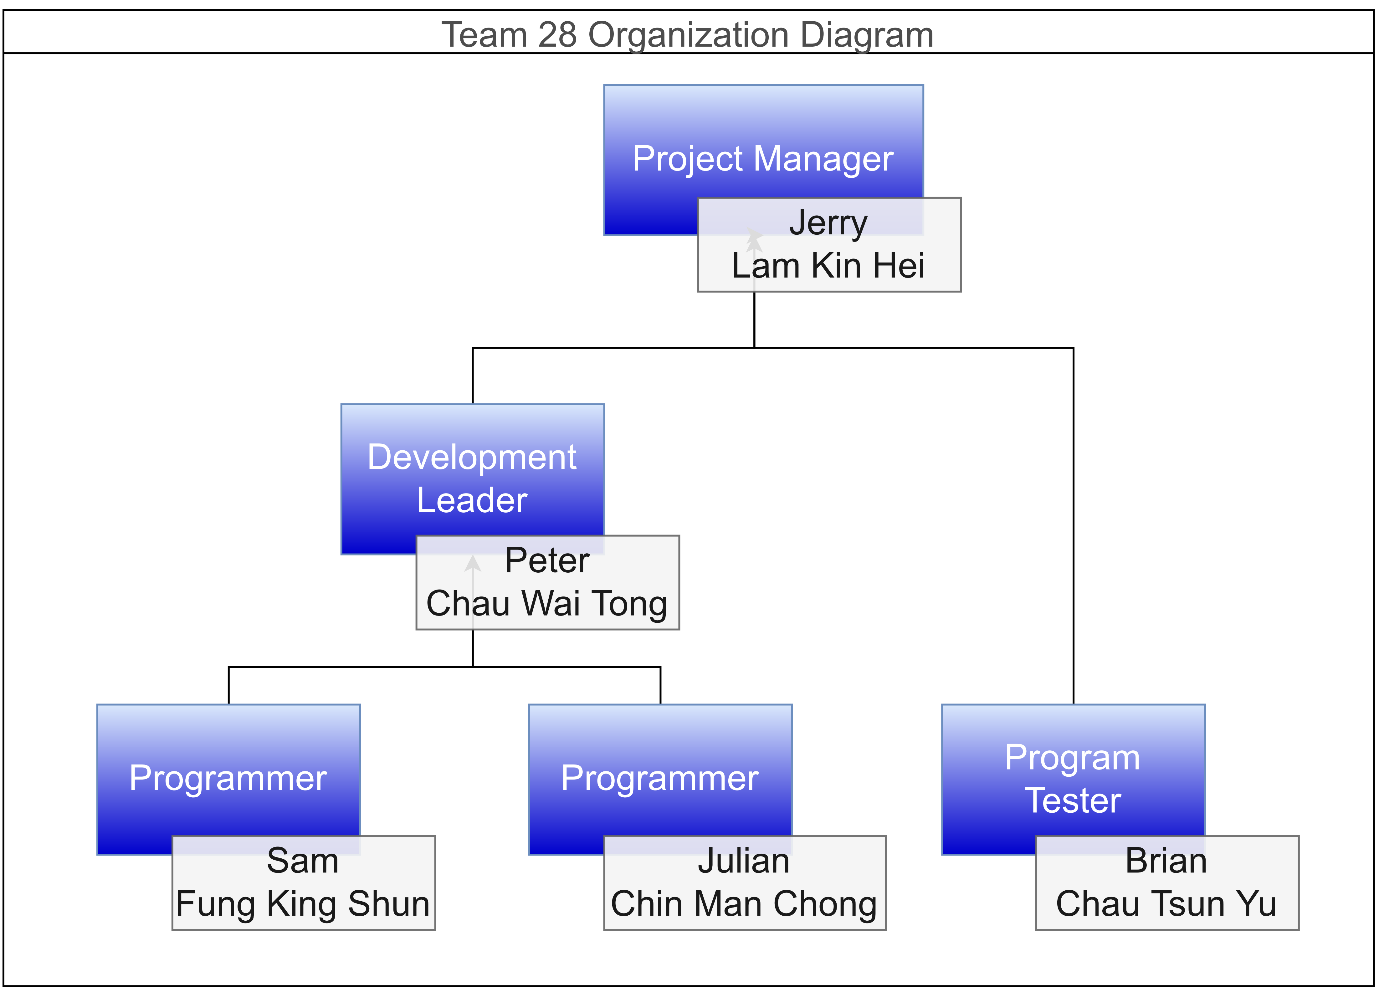 Team 28 Organization Diagram
Project Manager
Jerry
Lam Kin Hei
Development
Leader
Peter
Chau Wai Tong
Programmer
Sam
Fung King Shun
Programmer
Julian
Chin Man Chong
Program
Tester
Brian
Chau Tsun Yu